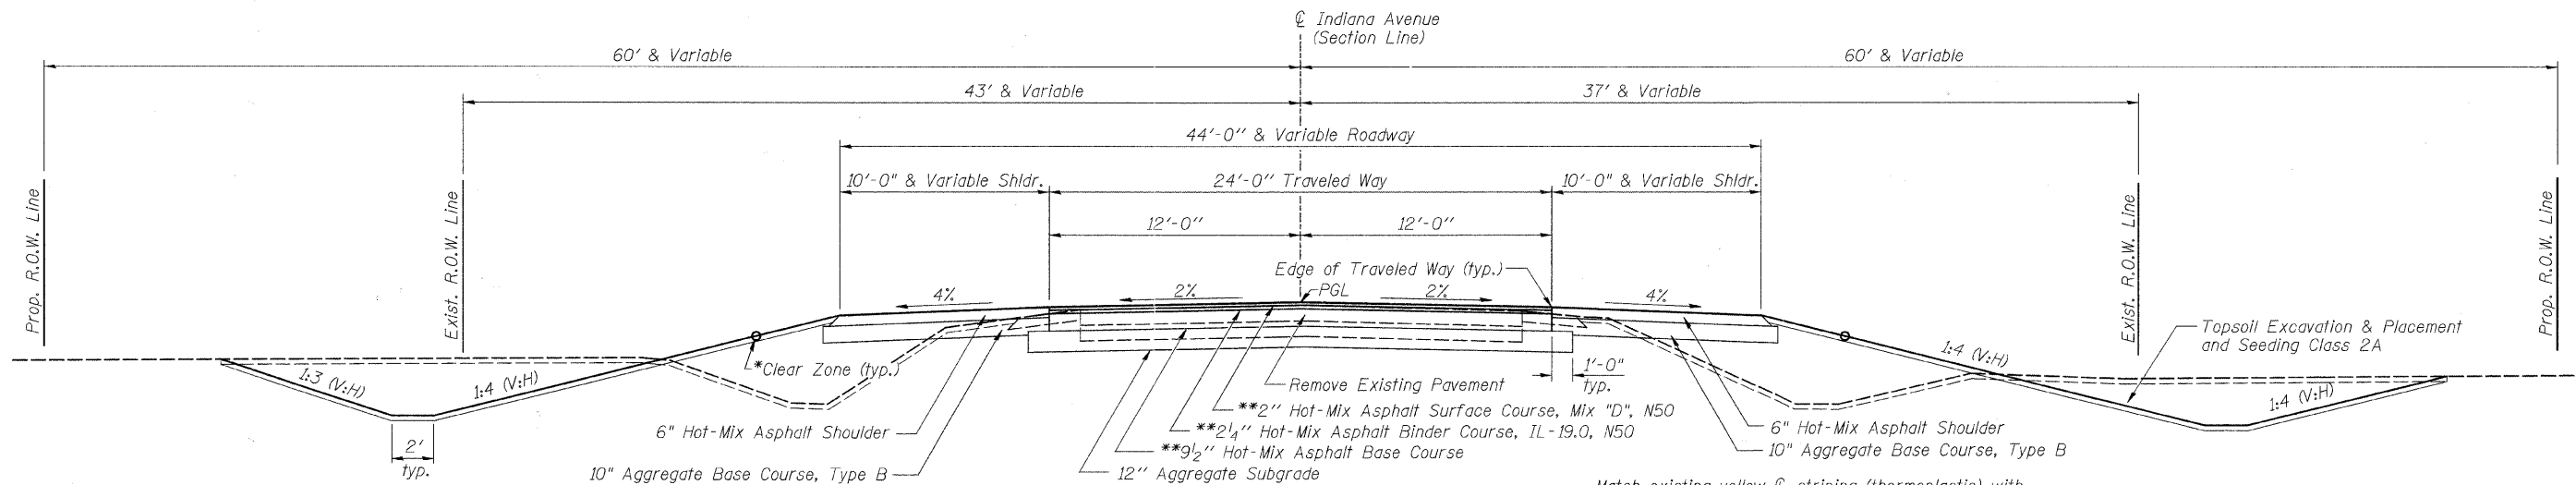 ℄ Indiana Avenue
(Section Line)
60' & Variable
60' & Variable
43' & Variable
37' & Variable
44'-0" & Variable Roadway
10'-0" & Variable Shldr.
24'-0" Traveled Way
10'-0" & Variable Shldr.
12'-0"
12'-0"
Prop. R.O.W. Line
Exist. R.O.W. Line
Exist. R.O.W. Line
Prop. R.O.W. Line
Edge of Traveled Way (typ.)
PGL
4%
2%
2%
4%
*Clear Zone (typ.)
1:3 (V:H)
1:4 (V:H)
1:4 (V:H)
1:4 (V:H)
Topsoil Excavation & Placement
and Seeding Class 2A
2'
typ.
1'-0"
typ.
Remove Existing Pavement
**2" Hot-Mix Asphalt Surface Course, Mix "D", N50
**2¼" Hot-Mix Asphalt Binder Course, IL-19.0, N50
**9½" Hot-Mix Asphalt Base Course
12" Aggregate Subgrade
6" Hot-Mix Asphalt Shoulder
10" Aggregate Base Course, Type B
6" Hot-Mix Asphalt Shoulder
10" Aggregate Base Course, Type B
Match existing yellow ℄ striping (thermoplastic) with